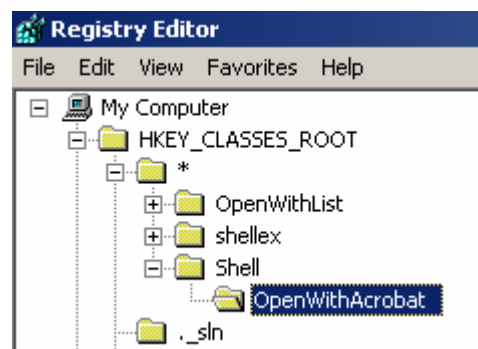 Registry Editor
File Edit View Favorites Help
My Computer
HKEY_CLASSES_ROOT
*
OpenWithList
shellex
Shell
OpenWithAcrobat
._sln